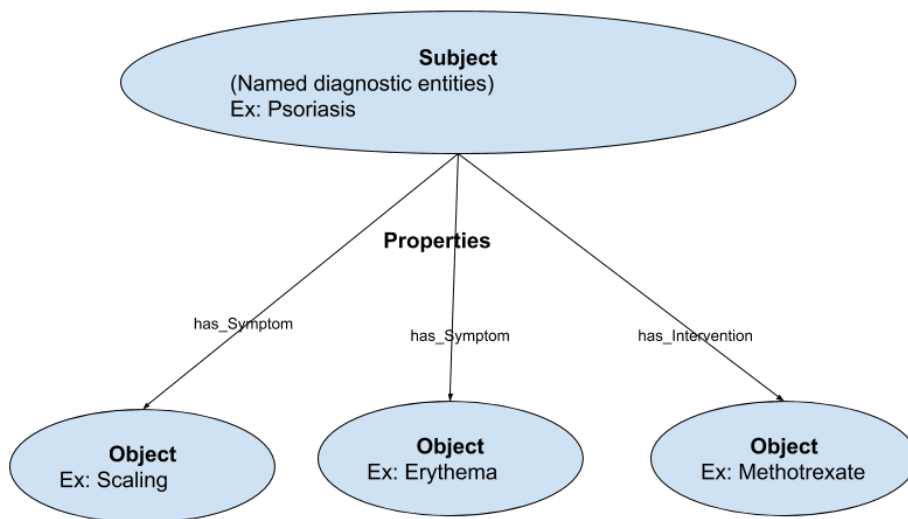 Subject
(Named diagnostic entities)
Ex: Psoriasis
Properties
has_Symptom
has_Symptom
has_Intervention
Object
Ex: Scaling
Object
Ex: Erythema
Object
Ex: Methotrexate